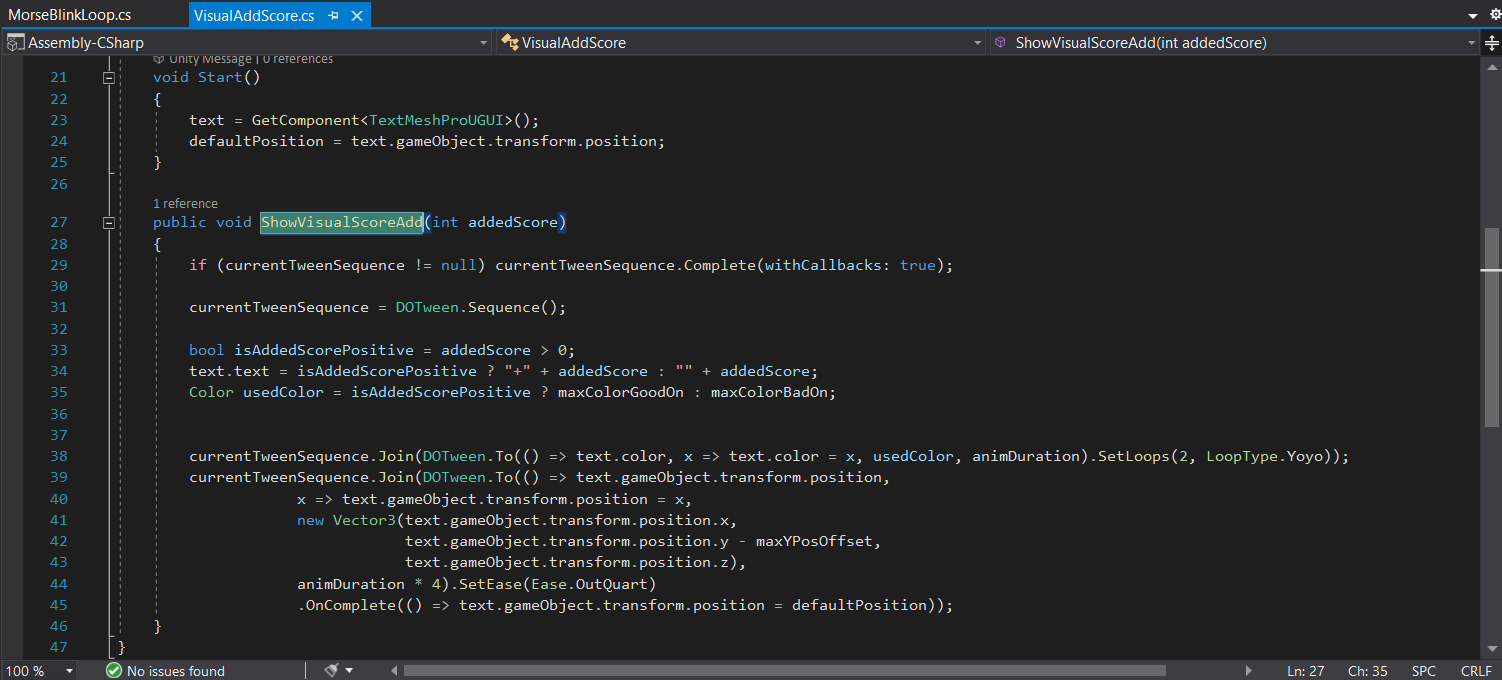 MorseBlinkLoop.cs VisualAddScore.cs
Assembly-CSharp VisualAddScore ShowVisualScoreAdd(int addedScore)
Unity Message | 0 references
21 void Start()
22 {
23 text = GetComponent<TextMeshProUGUI>();
24 defaultPosition = text.gameObject.transform.position;
25 }
26
1 reference
27 public void ShowVisualScoreAdd(int addedScore)
28 {
29 if (currentTweenSequence != null) currentTweenSequence.Complete(withCallbacks: true);
30
31 currentTweenSequence = DOTween.Sequence();
32
33 bool isAddedScorePositive = addedScore > 0;
34 text.text = isAddedScorePositive ? "+" + addedScore : "" + addedScore;
35 Color usedColor = isAddedScorePositive ? maxColorGoodOn : maxColorBadOn;
36
37
38 currentTweenSequence.Join(DOTween.To(() => text.color, x => text.color = x, usedColor, animDuration).SetLoops(2, LoopType.Yoyo));
39 currentTweenSequence.Join(DOTween.To(() => text.gameObject.transform.position,
40 x => text.gameObject.transform.position = x,
41 new Vector3(text.gameObject.transform.position.x,
42 text.gameObject.transform.position.y - maxYPosOffset,
43 text.gameObject.transform.position.z),
44 animDuration * 4).SetEase(Ease.OutQuart)
45 .OnComplete(() => text.gameObject.transform.position = defaultPosition));
46 }
47 }
100 % No issues found Ln: 27 Ch: 35 SPC CRLF